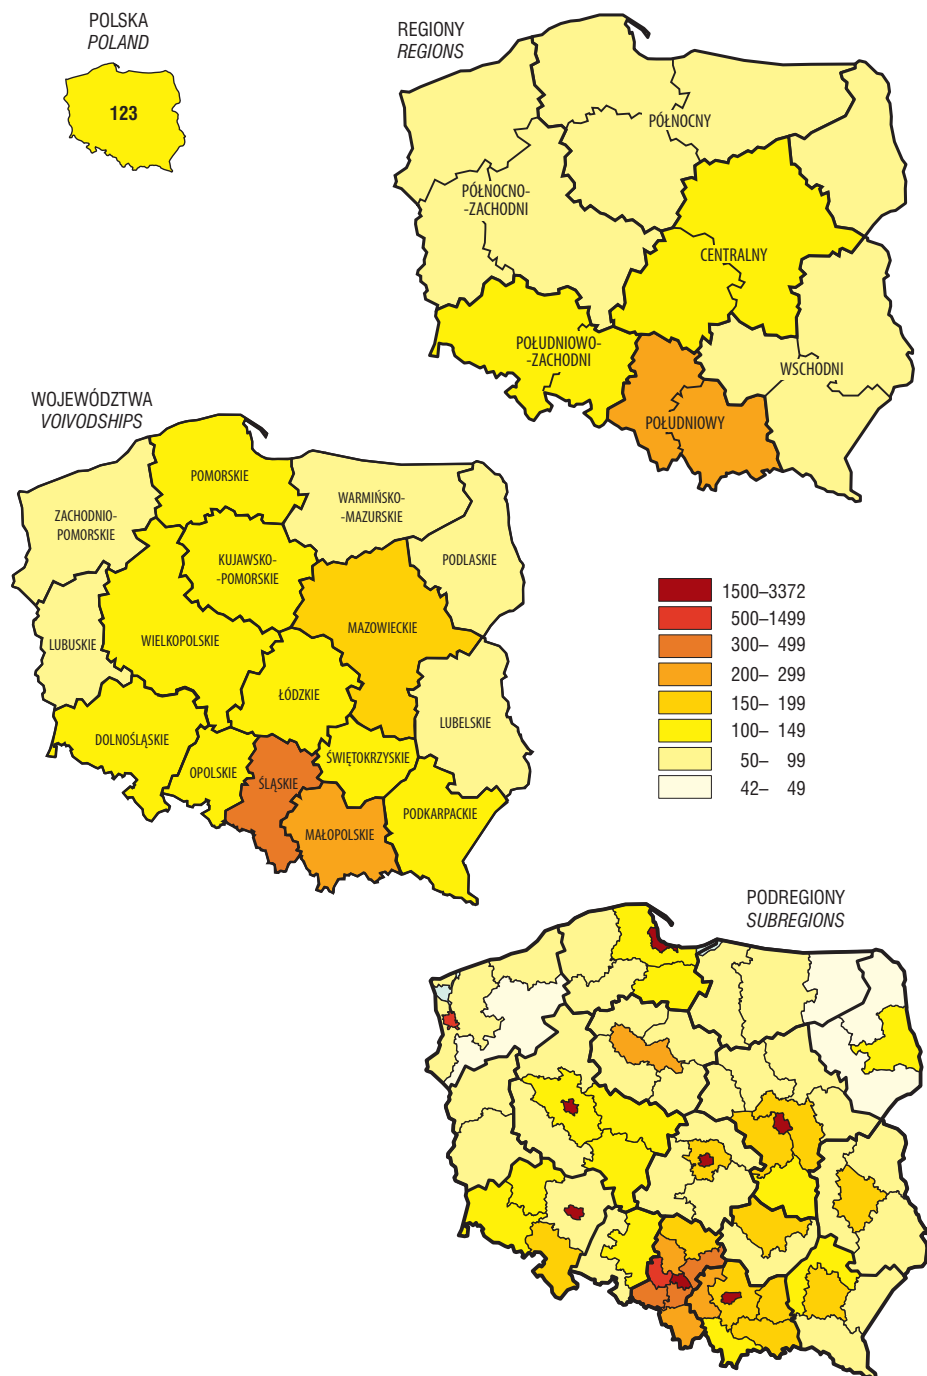 POLSKA
POLAND
123
REGIONY
REGIONS
PÓŁNOCNY
PÓŁNOCNO-
-ZACHODNI
CENTRALNY
POŁUDNIOWO-
-ZACHODNI
WSCHODNI
POŁUDNIOWY
WOJEWÓDZTWA
VOIVODSHIPS
POMORSKIE
WARMIŃSKO-
-MAZURSKIE
ZACHODNIO-
-POMORSKIE
KUJAWSKO-
-POMORSKIE
PODLASKIE
LUBUSKIE
WIELKOPOLSKIE
MAZOWIECKIE
ŁÓDZKIE
LUBELSKIE
DOLNOŚLĄSKIE
OPOLSKIE
ŚLĄSKIE
ŚWIĘTOKRZYSKIE
MAŁOPOLSKIE
PODKARPACKIE
1500–3372
500–1499
300– 499
200– 299
150– 199
100– 149
50– 99
42– 49
PODREGIONY
SUBREGIONS